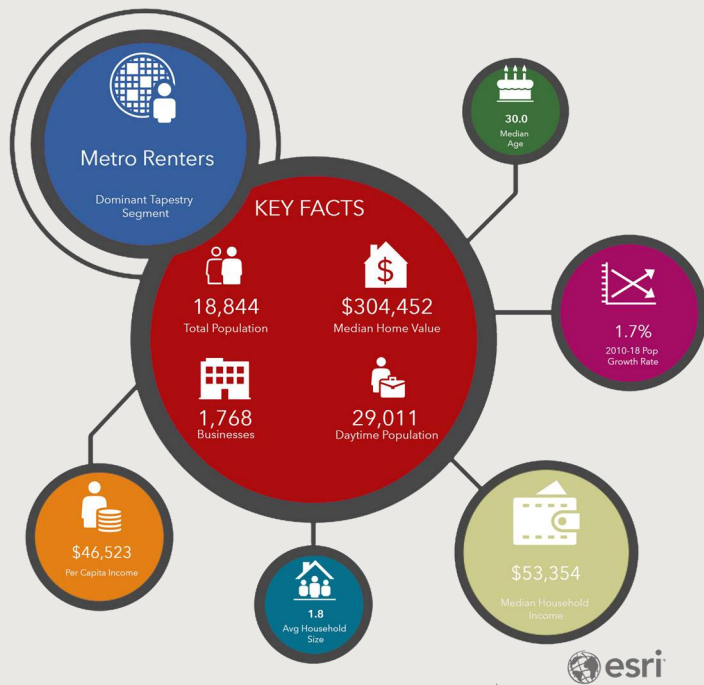 Metro Renters
Dominant Tapestry
Segment
KEY FACTS
18,844
Total Population
$
$304,452
Median Home Value
1,768
Businesses
29,011
Daytime Population
30.0
Median
Age
1.7%
2010-18 Pop
Growth Rate
$46,523
Per Capita Income
1.8
Avg Household
Size
$53,354
Median Household
Income
esri